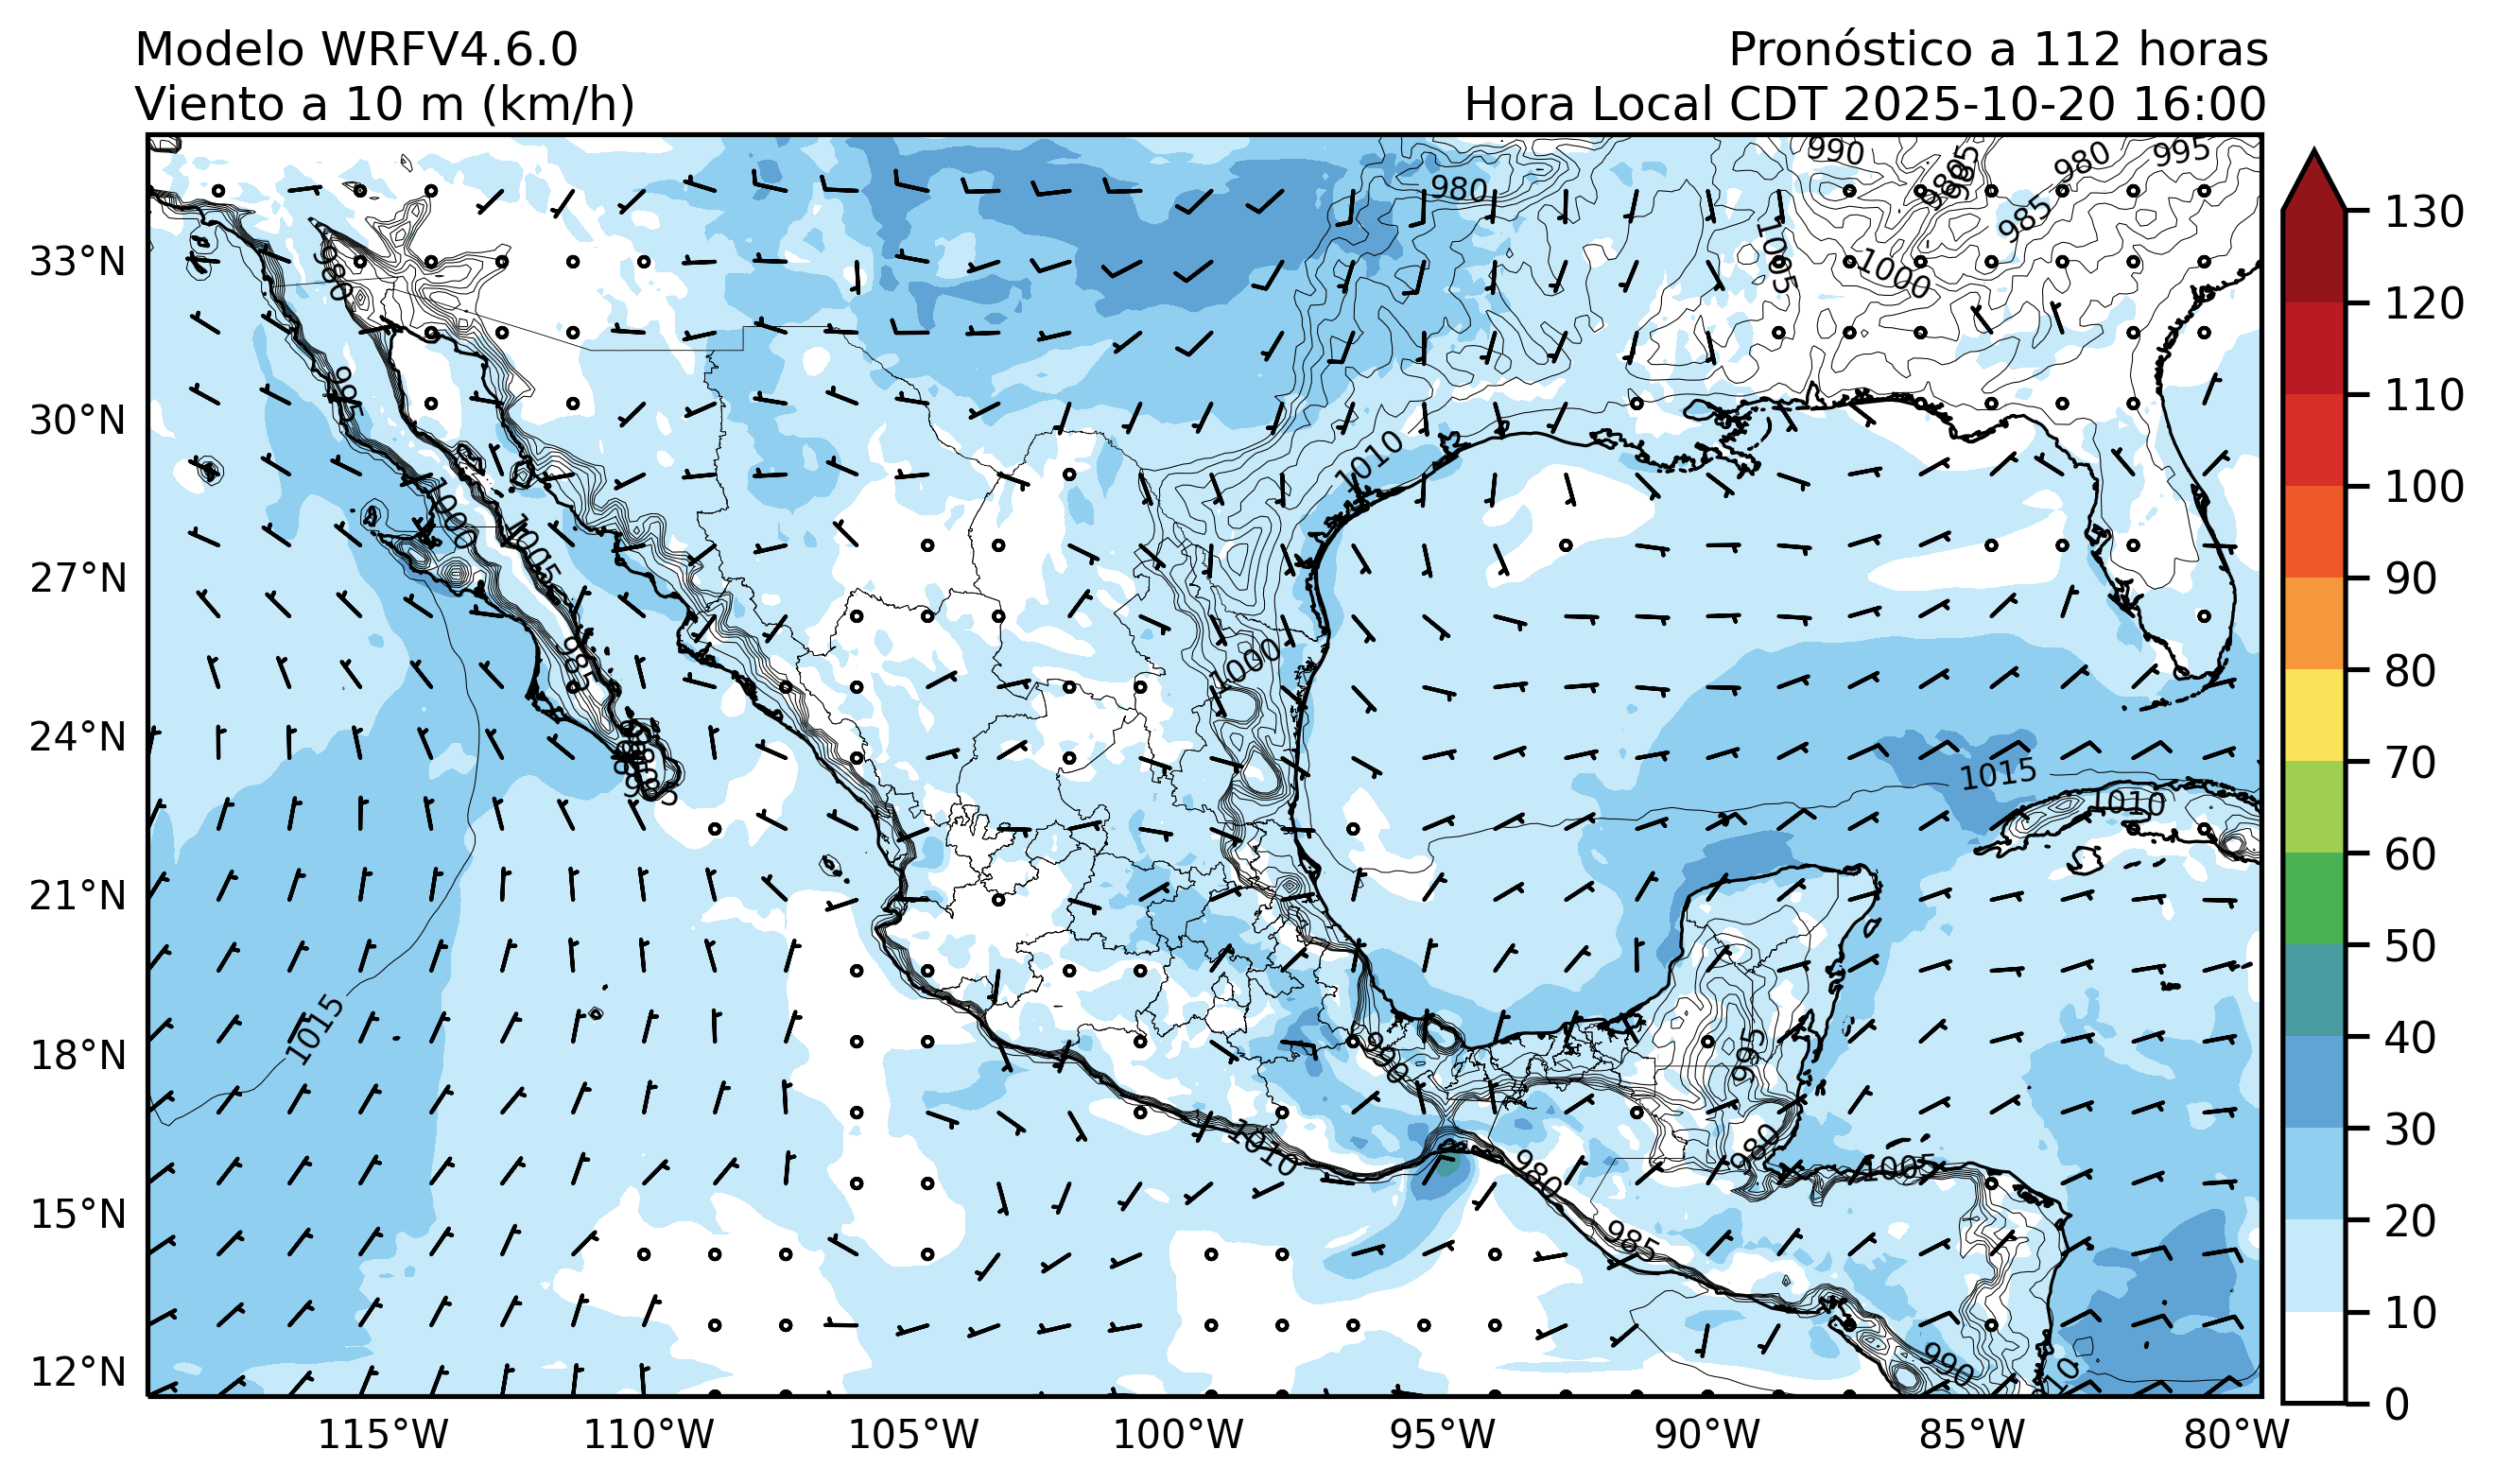 Modelo WRFV4.6.0
Pronóstico a 112 horas
Viento a 10 m (km/h)
Hora Local CDT 2025-10-20 16:00
990
985
980
995
980
980
985
1005
1000
980
985
1010
1000
1005
1000
985
1015
1010
1015
995
990
1010
980
1005
980
985
990
33°N
30°N
27°N
24°N
21°N
18°N
15°N
12°N
115°W
110°W
105°W
100°W
95°W
90°W
85°W
80°W
130
120
110
100
90
80
70
60
50
40
30
20
10
0